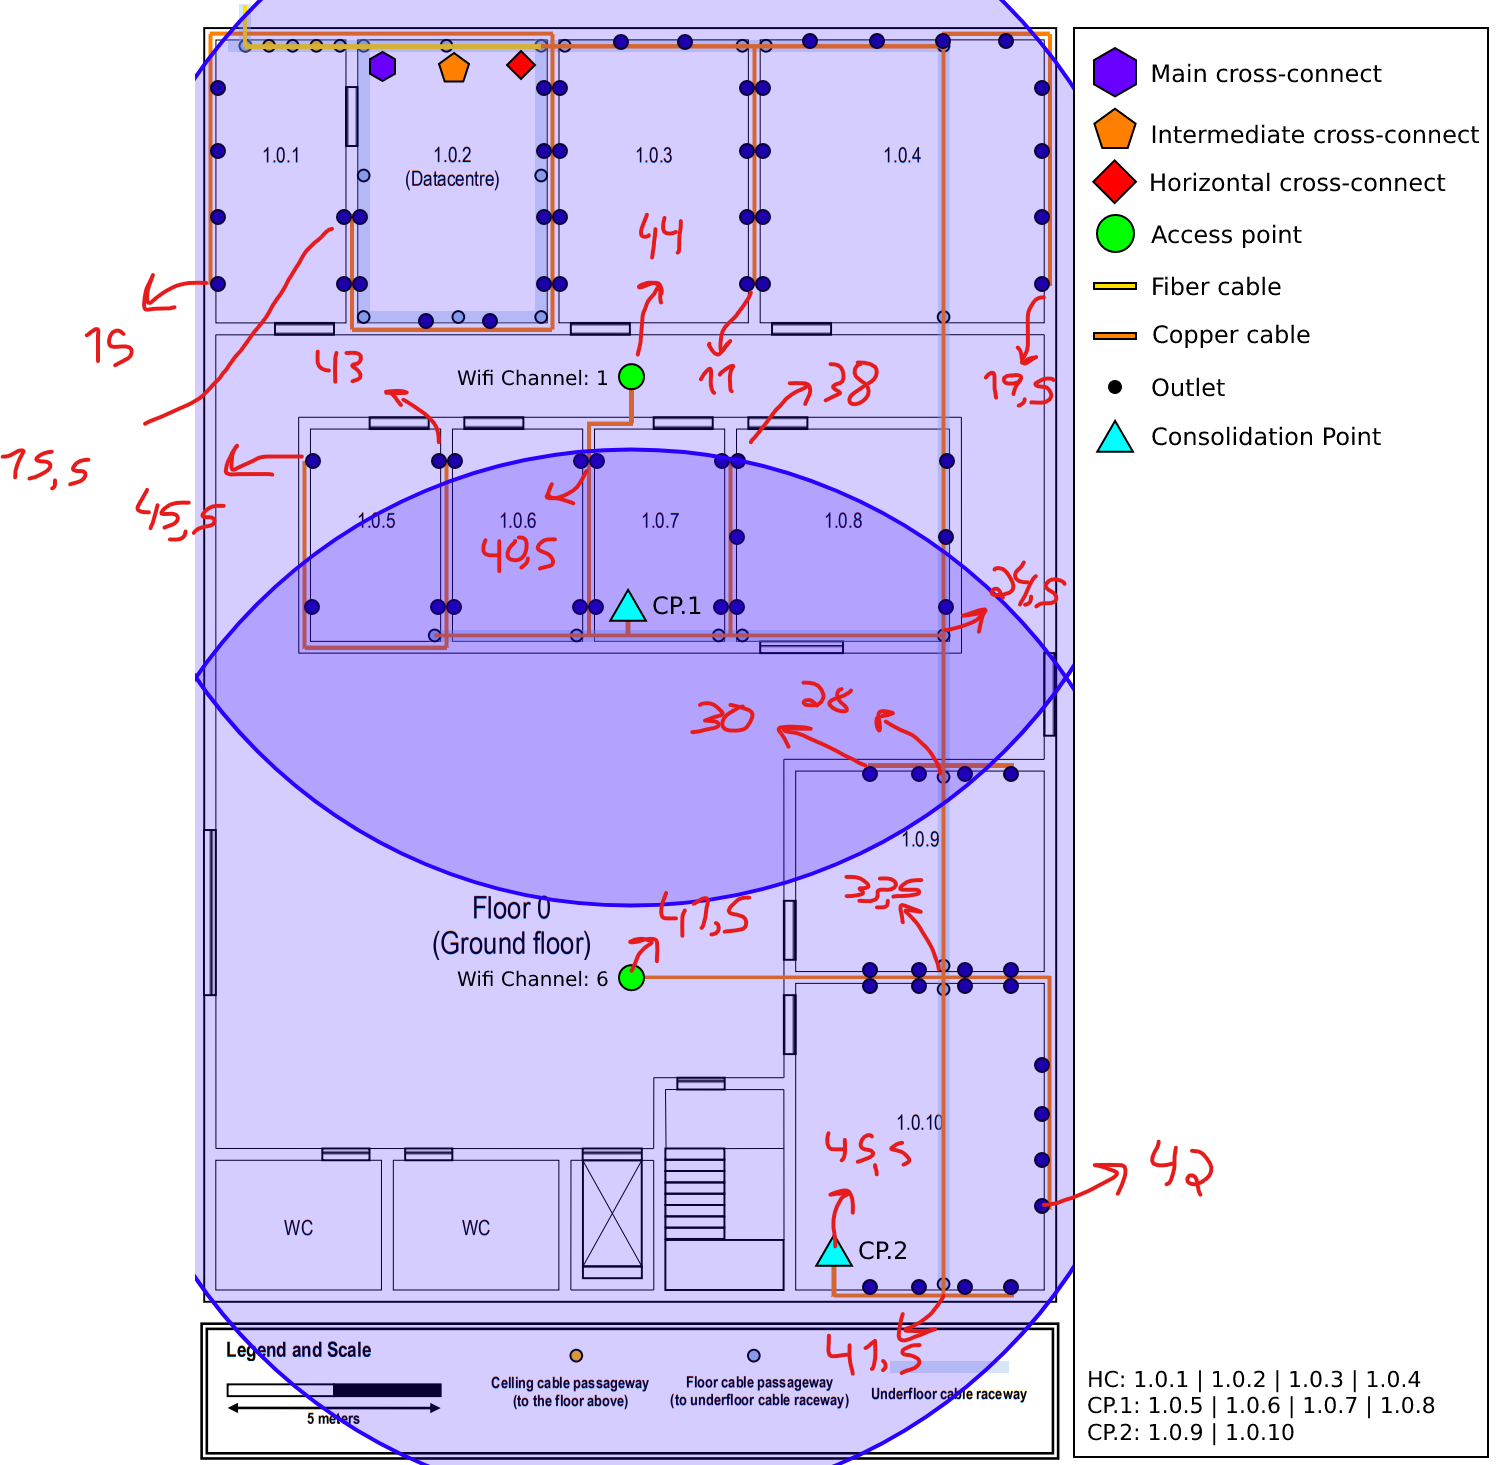 Main cross-connect
Intermediate cross-connect
Horizontal cross-connect
Access point
Fiber cable
Copper cable
Outlet
Consolidation Point
1.0.1
1.0.2
(Datacentre)
1.0.3
1.0.4
44
15
43
Wifi Channel: 1
11
38
19,5
15,5
45,5
1.0.5
1.0.6
1.0.7
1.0.8
40,5
CP.1
24,5
30
28
1.0.9
33,5
Floor 0
(Ground floor)
47,5
Wifi Channel: 6
1.0.10
45,5
42
CP.2
WC
WC
41,5
Legend and Scale
5 meters
Celling cable passageway
(to the floor above)
Floor cable passageway
(to underfloor cable raceway)
Underfloor cable raceway
HC: 1.0.1 | 1.0.2 | 1.0.3 | 1.0.4
CP.1: 1.0.5 | 1.0.6 | 1.0.7 | 1.0.8
CP.2: 1.0.9 | 1.0.10